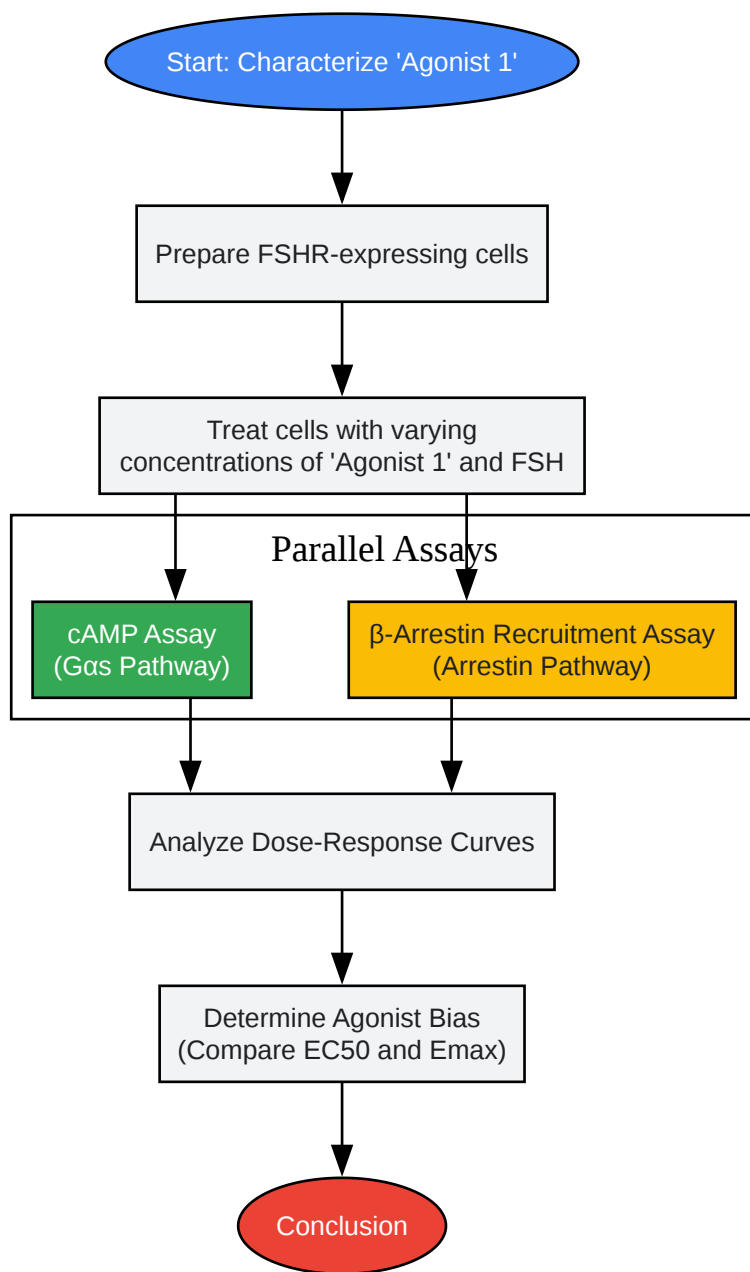 Start: Characterize 'Agonist 1'
Prepare FSHR-expressing cells
Treat cells with varying
concentrations of 'Agonist 1' and FSH
Parallel Assays
cAMP Assay
(Gαs Pathway)
β-Arrestin Recruitment Assay
(Arrestin Pathway)
Analyze Dose-Response Curves
Determine Agonist Bias
(Compare EC50 and Emax)
Conclusion